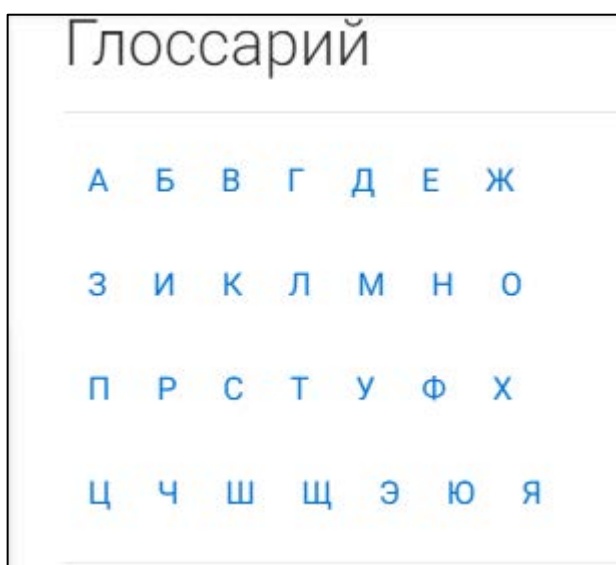 Глоссарий
А Б В Г Д Е Ж
З И К Л М Н О
П Р С Т У Ф Х
Ц Ч Ш Щ Э Ю Я